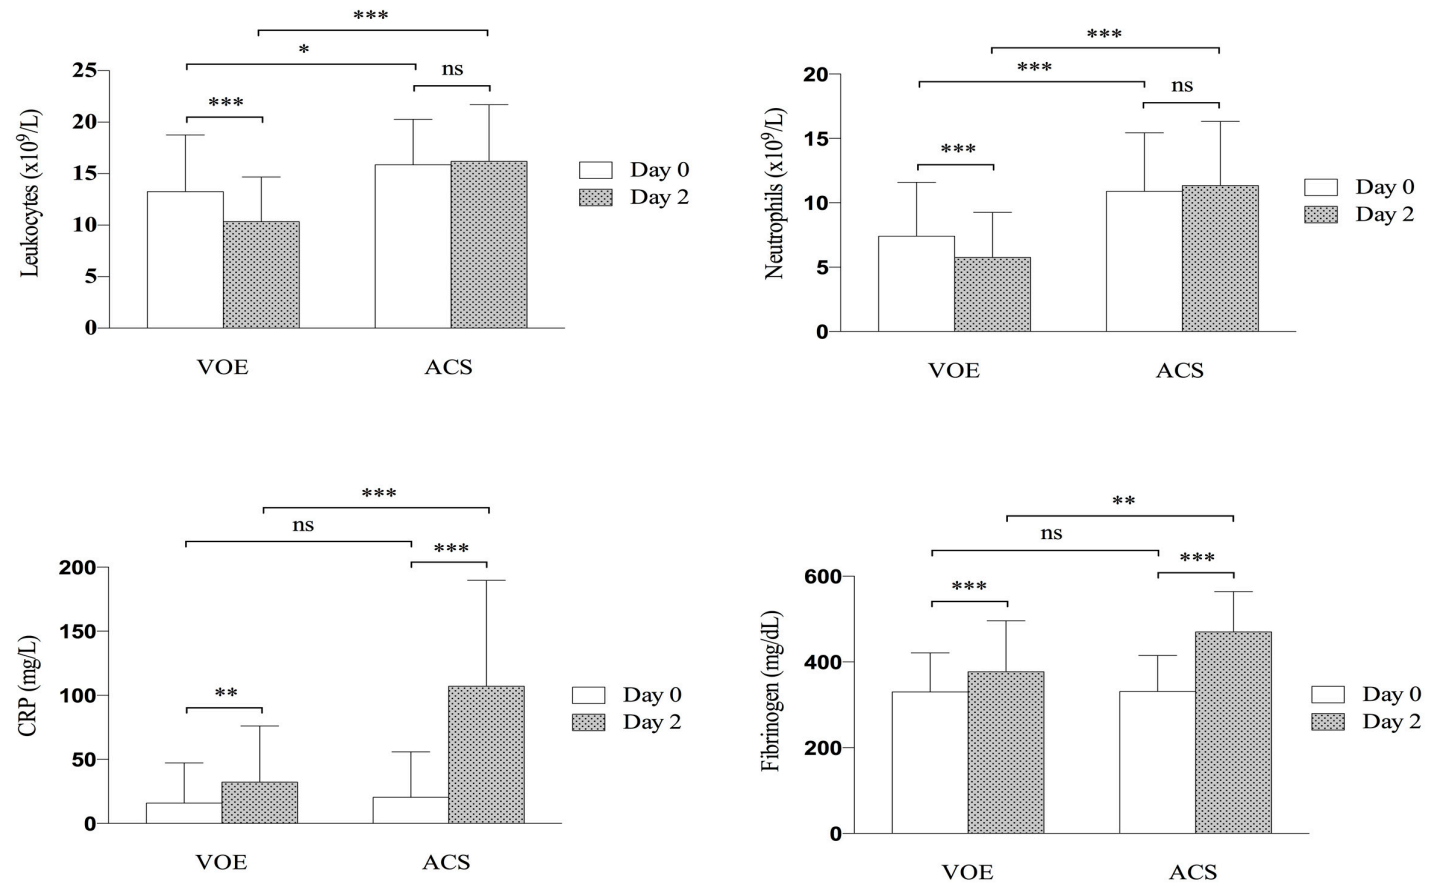 ***
*
ns
***
25
20
15
10
5
0
Leukocytes (x10⁹/L)
VOE
ACS
Day 0
Day 2
***
***
ns
***
20
15
10
5
0
Neutrophils (x10⁹/L)
VOE
ACS
Day 0
Day 2
***
ns
***
**
200
150
100
50
0
CRP (mg/L)
VOE
ACS
Day 0
Day 2
**
ns
***
***
600
400
200
0
Fibrinogen (mg/dL)
VOE
ACS
Day 0
Day 2